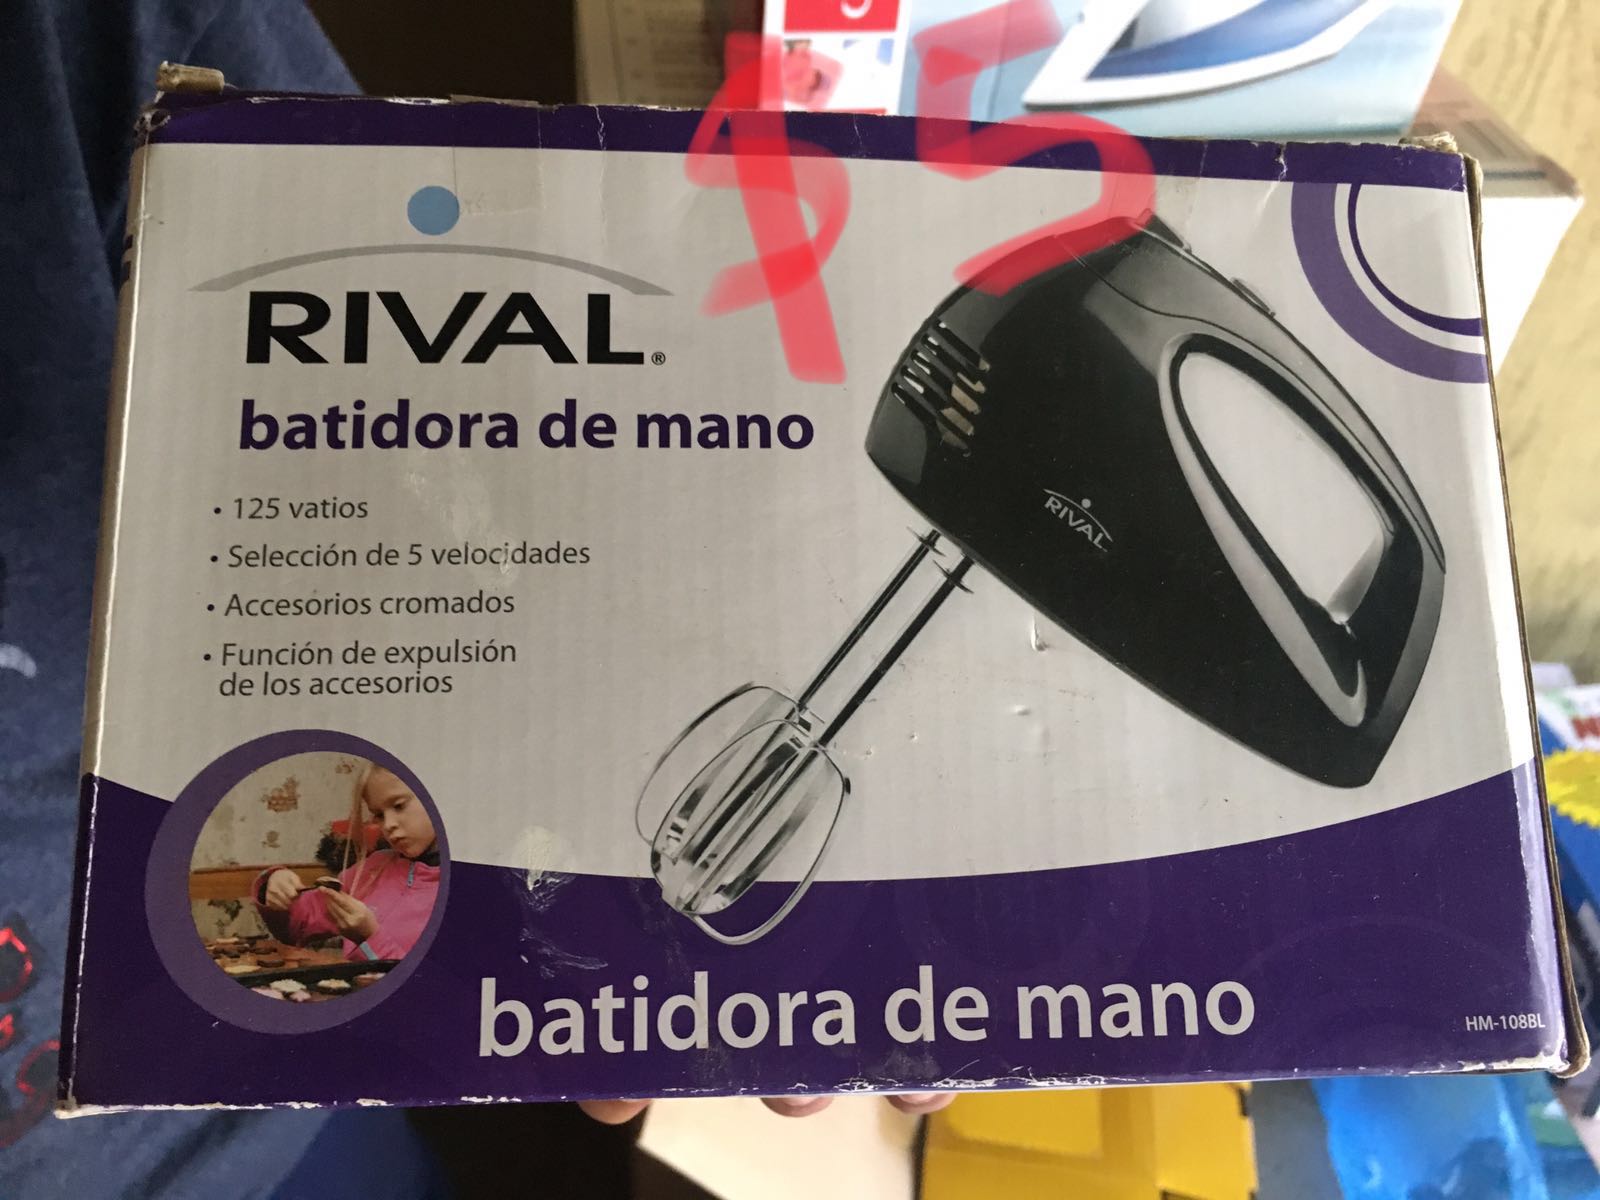 $5
RIVAL®
batidora de mano
• 125 vatios
• Selección de 5 velocidades
• Accesorios cromados
• Función de expulsión
de los accesorios
RIVAL
batidora de mano
HM-108BL